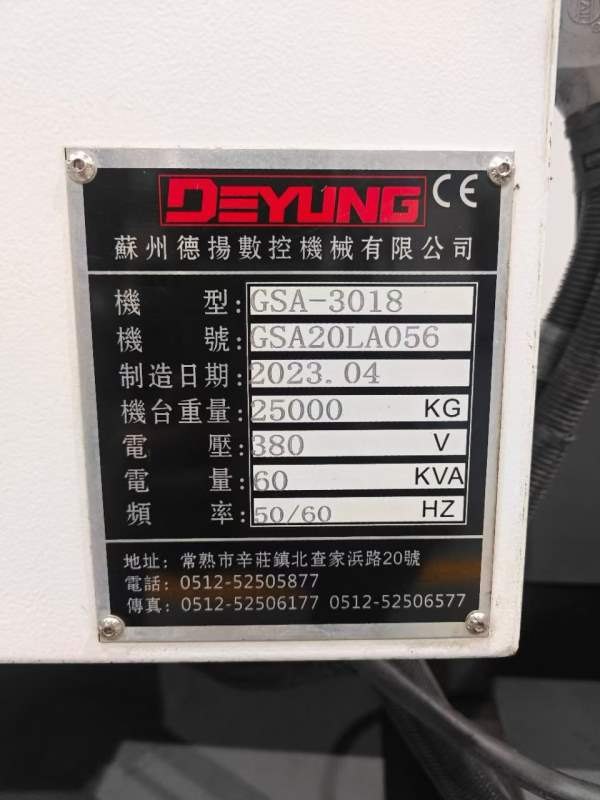 DEYUNG CE
蘇州德揚數控機械有限公司
機 型:GSA-3018
機 號:GSA20LA056
制造日期:2023.04
機台重量:25000 KG
電 壓:380 V
電 量:60 KVA
頻 率:50/60 HZ
地址: 常熟市辛莊鎮北查家浜路20號
電話: 0512-52505877
傳真: 0512-52506177 0512-52506577